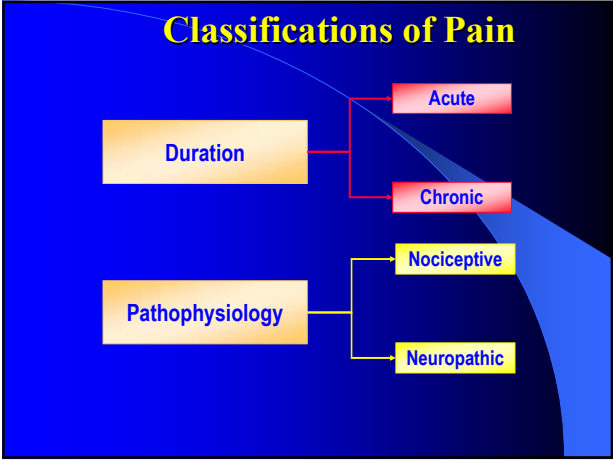 Classifications of Pain
Acute
Duration
Chronic
Nociceptive
Pathophysiology
Neuropathic